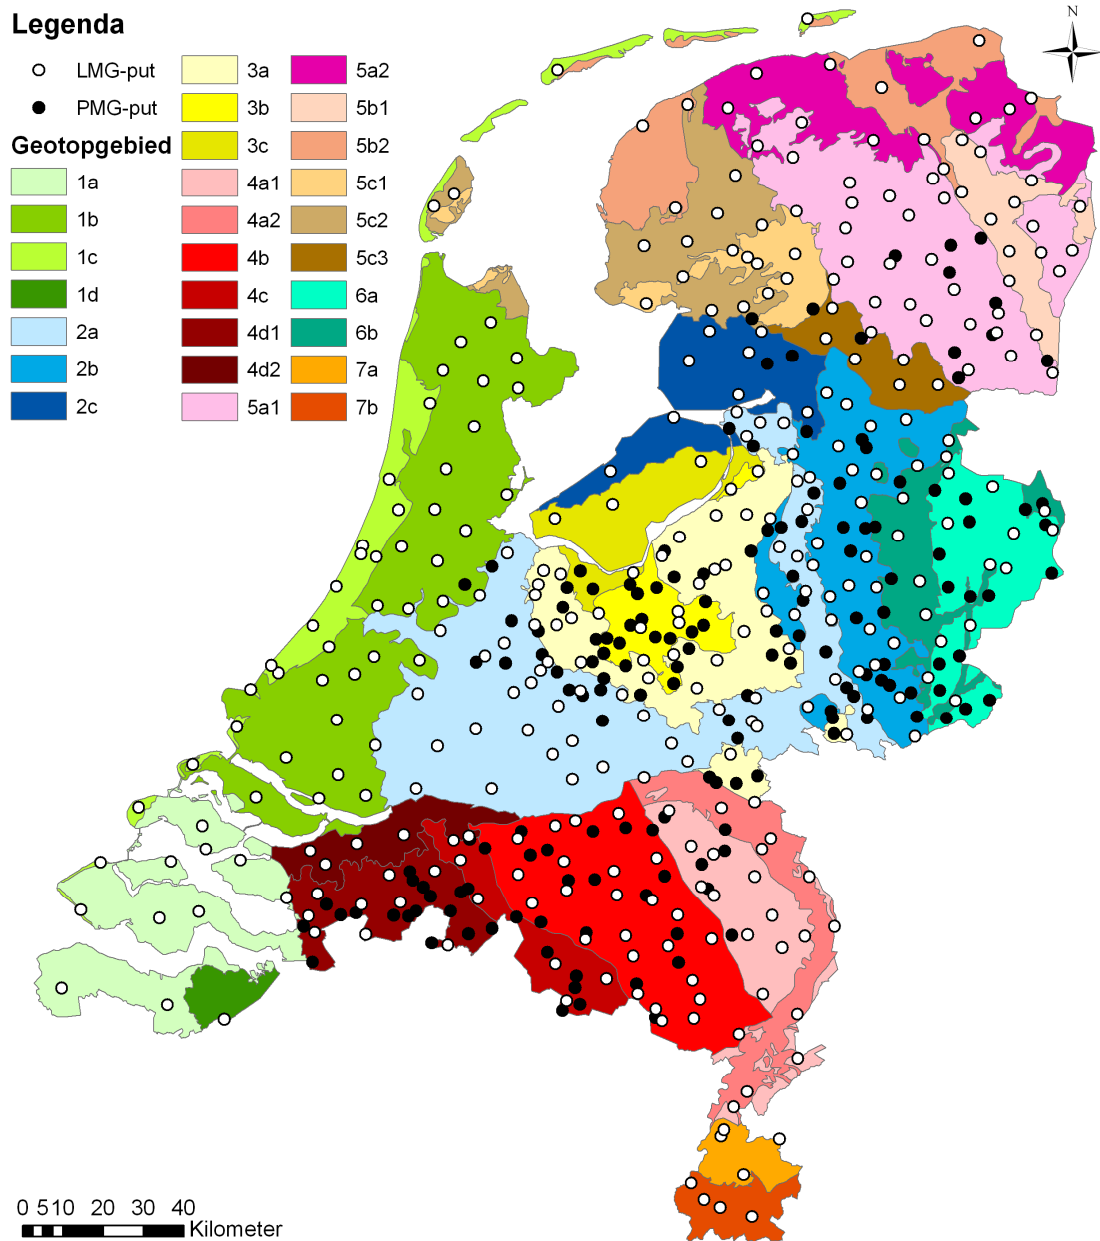 Legenda
LMG-put
PMG-put
Geotopgebied
1a
1b
1c
1d
2a
2b
2c
3a
3b
3c
4a1
4a2
4b
4c
4d1
4d2
5a1
5a2
5b1
5b2
5c1
5c2
5c3
6a
6b
7a
7b
N
0 5 10 20 30 40
Kilometer